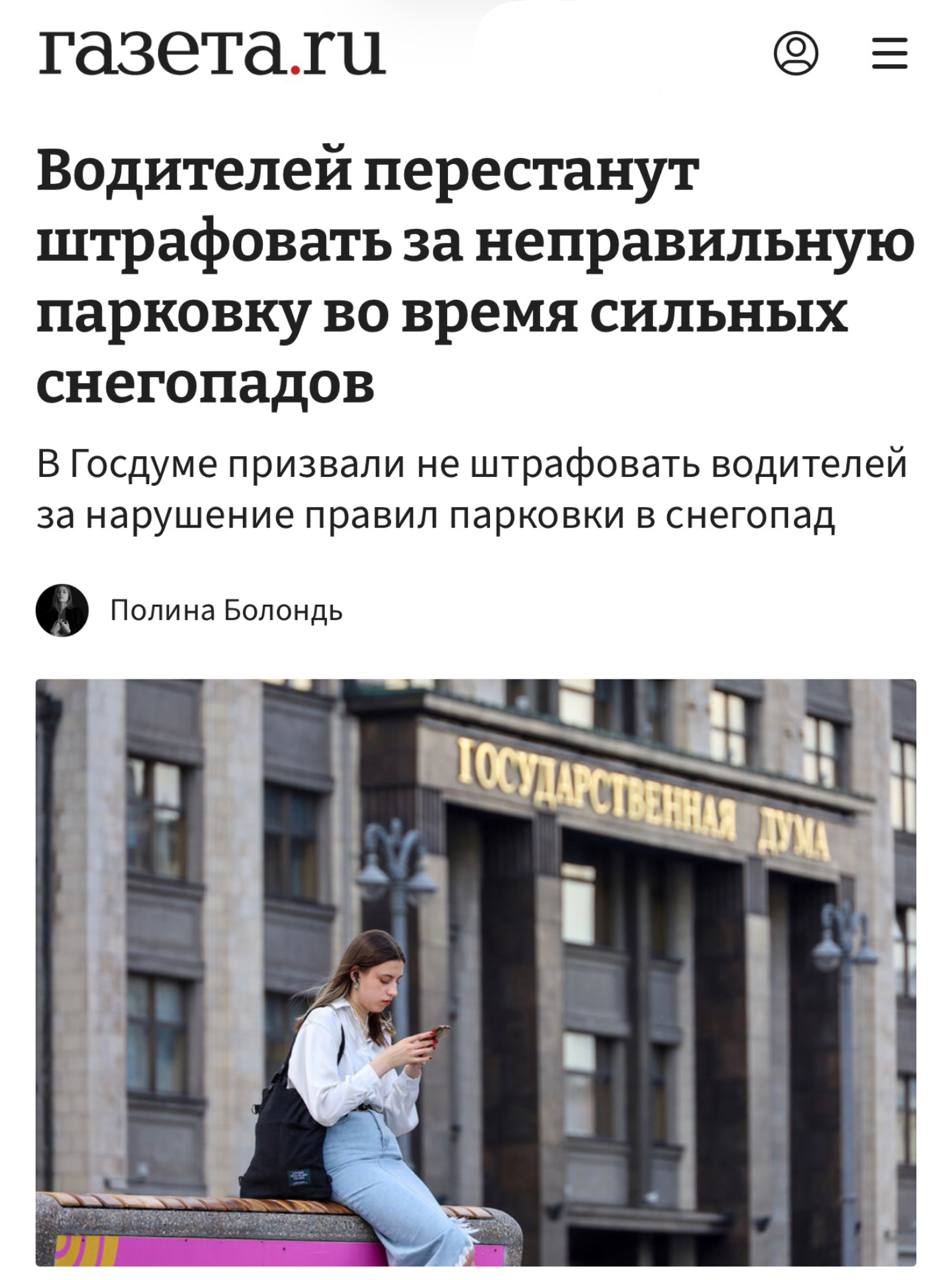 газета.ru
Водителей перестанут
штрафовать за неправильную
парковку во время сильных
снегопадов
В Госдуме призвали не штрафовать водителей
за нарушение правил парковки в снегопад
Полина Болондь
ГОСУДАРСТВЕННАЯ ДУМА